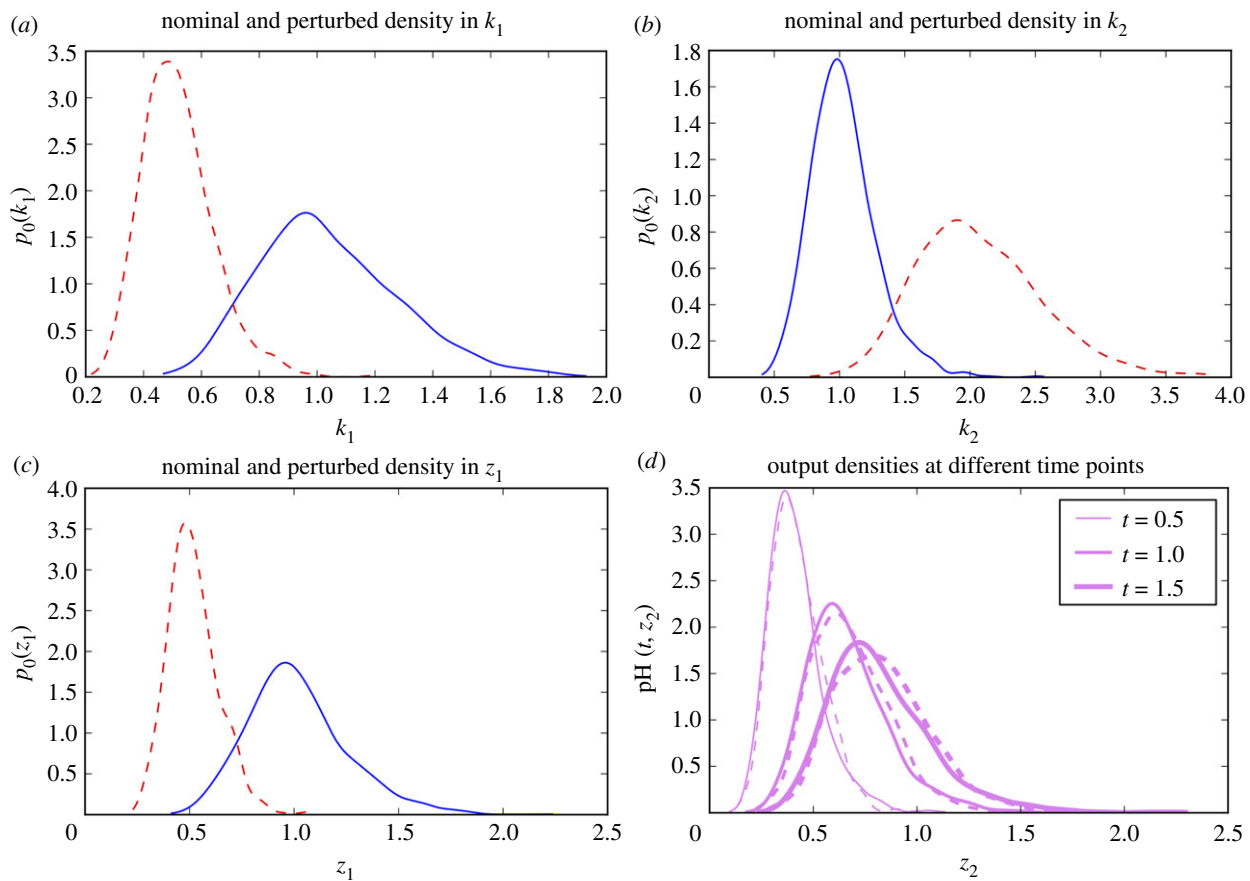 (a) nominal and perturbed density in k₁
3.5
3.0
2.5
2.0
1.5
1.0
0.5
0
p₀(k₁)
0.2 0.4 0.6 0.8 1.0 1.2 1.4 1.6 1.8 2.0
k₁
(b) nominal and perturbed density in k₂
1.8
1.6
1.4
1.2
1.0
0.8
0.6
0.4
0.2
p₀(k₂)
0 0.5 1.0 1.5 2.0 2.5 3.0 3.5 4.0
k₂
(c) nominal and perturbed density in z₁
4.0
3.5
3.0
2.5
2.0
1.5
1.0
0.5
p₀(z₁)
0 0.5 1.0 1.5 2.0 2.5
z₁
(d) output densities at different time points
3.5
3.0
2.5
2.0
1.5
1.0
0.5
pH (t, z₂)
t = 0.5
t = 1.0
t = 1.5
0 0.5 1.0 1.5 2.0 2.5
z₂